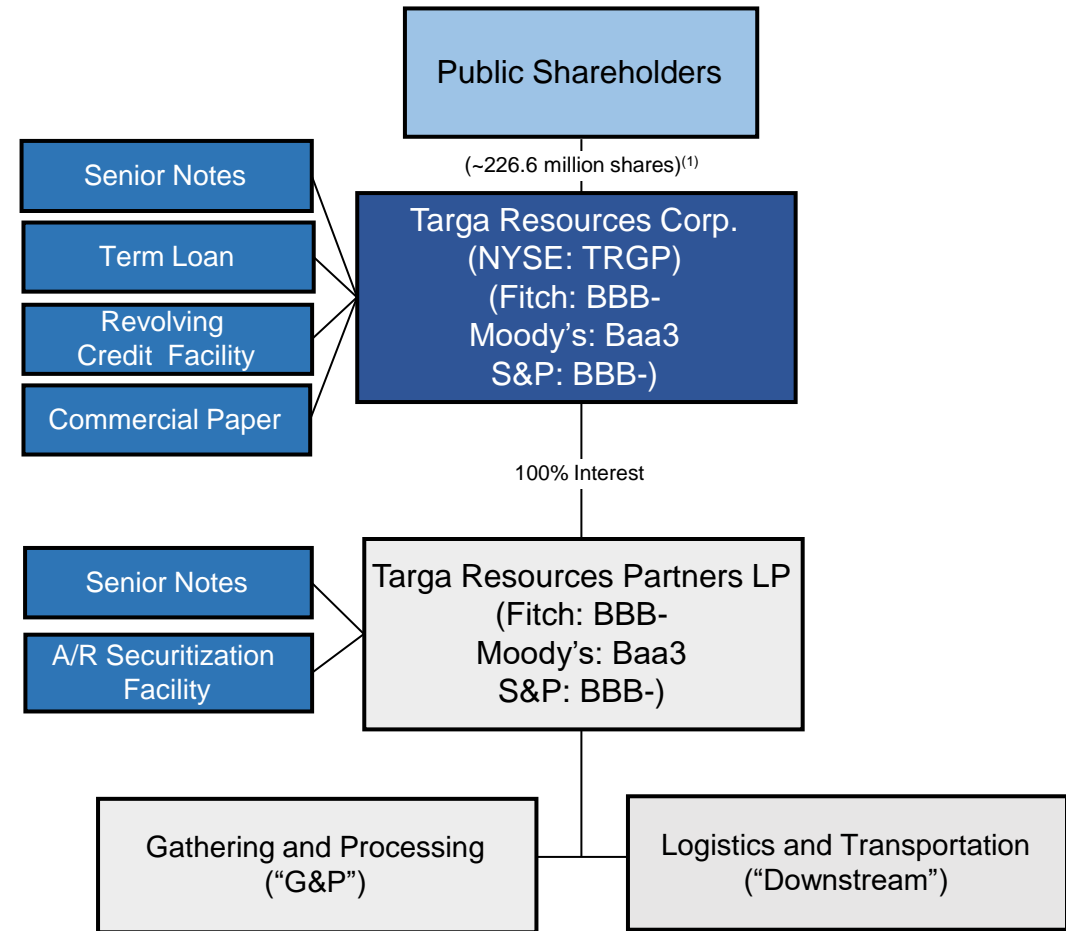 Public Shareholders
(~226.6 million shares)(1)
Senior Notes
Term Loan
Revolving
Credit Facility
Commercial Paper
Targa Resources Corp.
(NYSE: TRGP)
(Fitch: BBB-
Moody’s: Baa3
S&P: BBB-)
100% Interest
Senior Notes
A/R Securitization
Facility
Targa Resources Partners LP
(Fitch: BBB-
Moody’s: Baa3
S&P: BBB-)
Gathering and Processing
(“G&P”)
Logistics and Transportation
(“Downstream”)